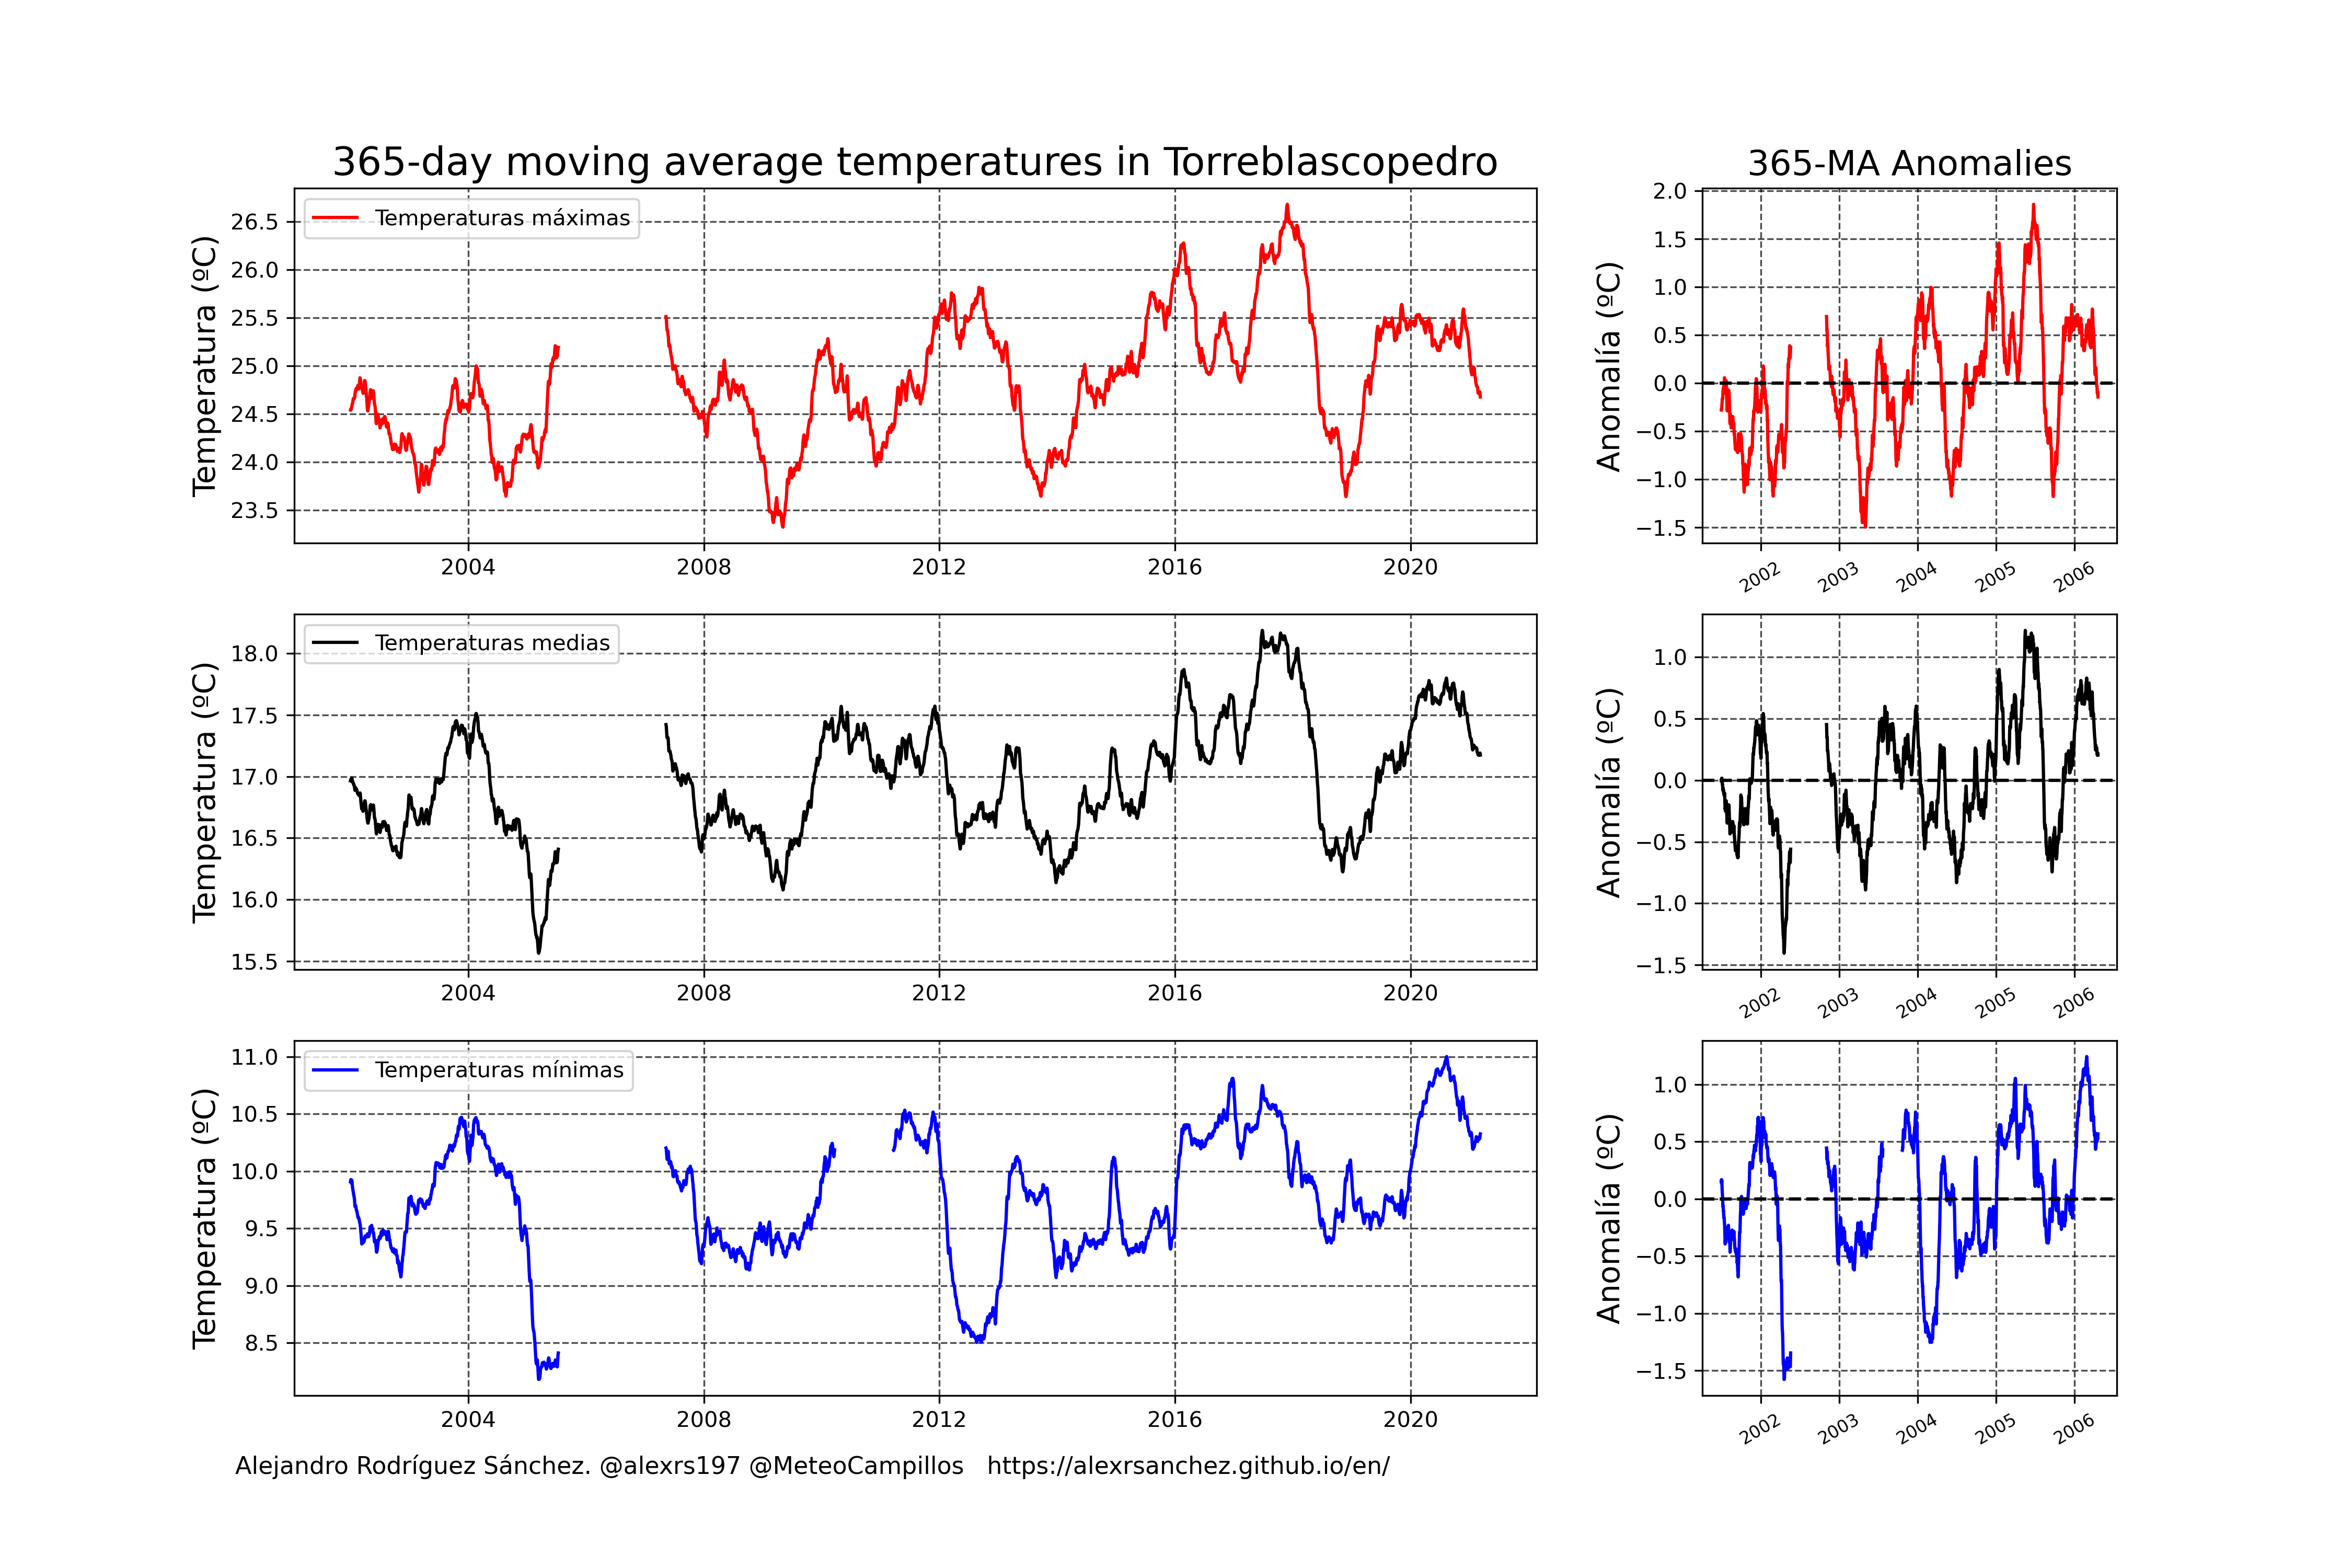 365-day moving average temperatures in Torreblascopedro
365-MA Anomalies
Temperatura (ºC)
26.5
26.0
25.5
25.0
24.5
24.0
23.5
Temperaturas máximas
2004 2008 2012 2016 2020
Anomalía (ºC)
2.0
1.5
1.0
0.5
0.0
−0.5
−1.0
−1.5
2002 2003 2004 2005 2006
Temperatura (ºC)
18.0
17.5
17.0
16.5
16.0
15.5
Temperaturas medias
2004 2008 2012 2016 2020
Anomalía (ºC)
1.0
0.5
0.0
−0.5
−1.0
−1.5
2002 2003 2004 2005 2006
Temperatura (ºC)
11.0
10.5
10.0
9.5
9.0
8.5
Temperaturas mínimas
2004 2008 2012 2016 2020
Anomalía (ºC)
1.0
0.5
0.0
−0.5
−1.0
−1.5
2002 2003 2004 2005 2006
Alejandro Rodríguez Sánchez. @alexrs197 @MeteoCampillos https://alexrsanchez.github.io/en/